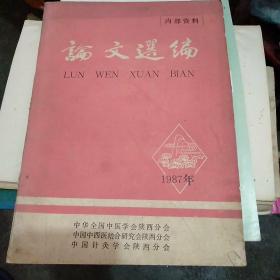 内部资料
論文選编
LUN WEN XUAN BIAN
1987年
中华全国中医学会陕西分会
中国中西医结合研究会陕西分会
中国针灸学会陕西分会